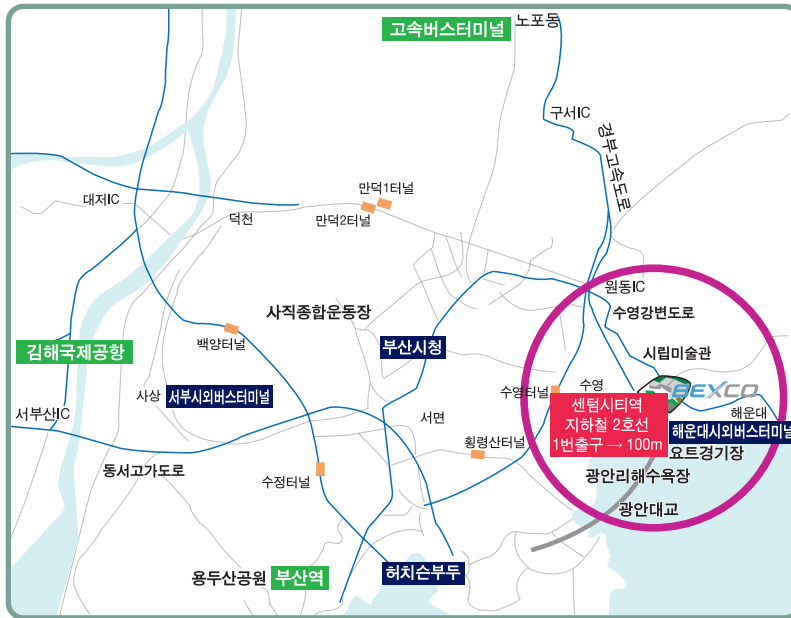 고속버스터미널
노포동
구서IC
경부고속도로
만덕1터널
대저IC
덕천
만덕2터널
원동IC
사직종합운동장
수영강변도로
백양터널
부산시청
김해국제공항
시립미술관
수영터널
수영
BEXCO
사상
서부시외버스터미널
서부산IC
서면
센텀시티역
지하철 2호선
1번출구 → 100m
해운대
해운대시외버스터미널
횡령산터널
요트경기장
동서고가도로
수정터널
광안리해수욕장
광안대교
용두산공원
부산역
허치슨부두